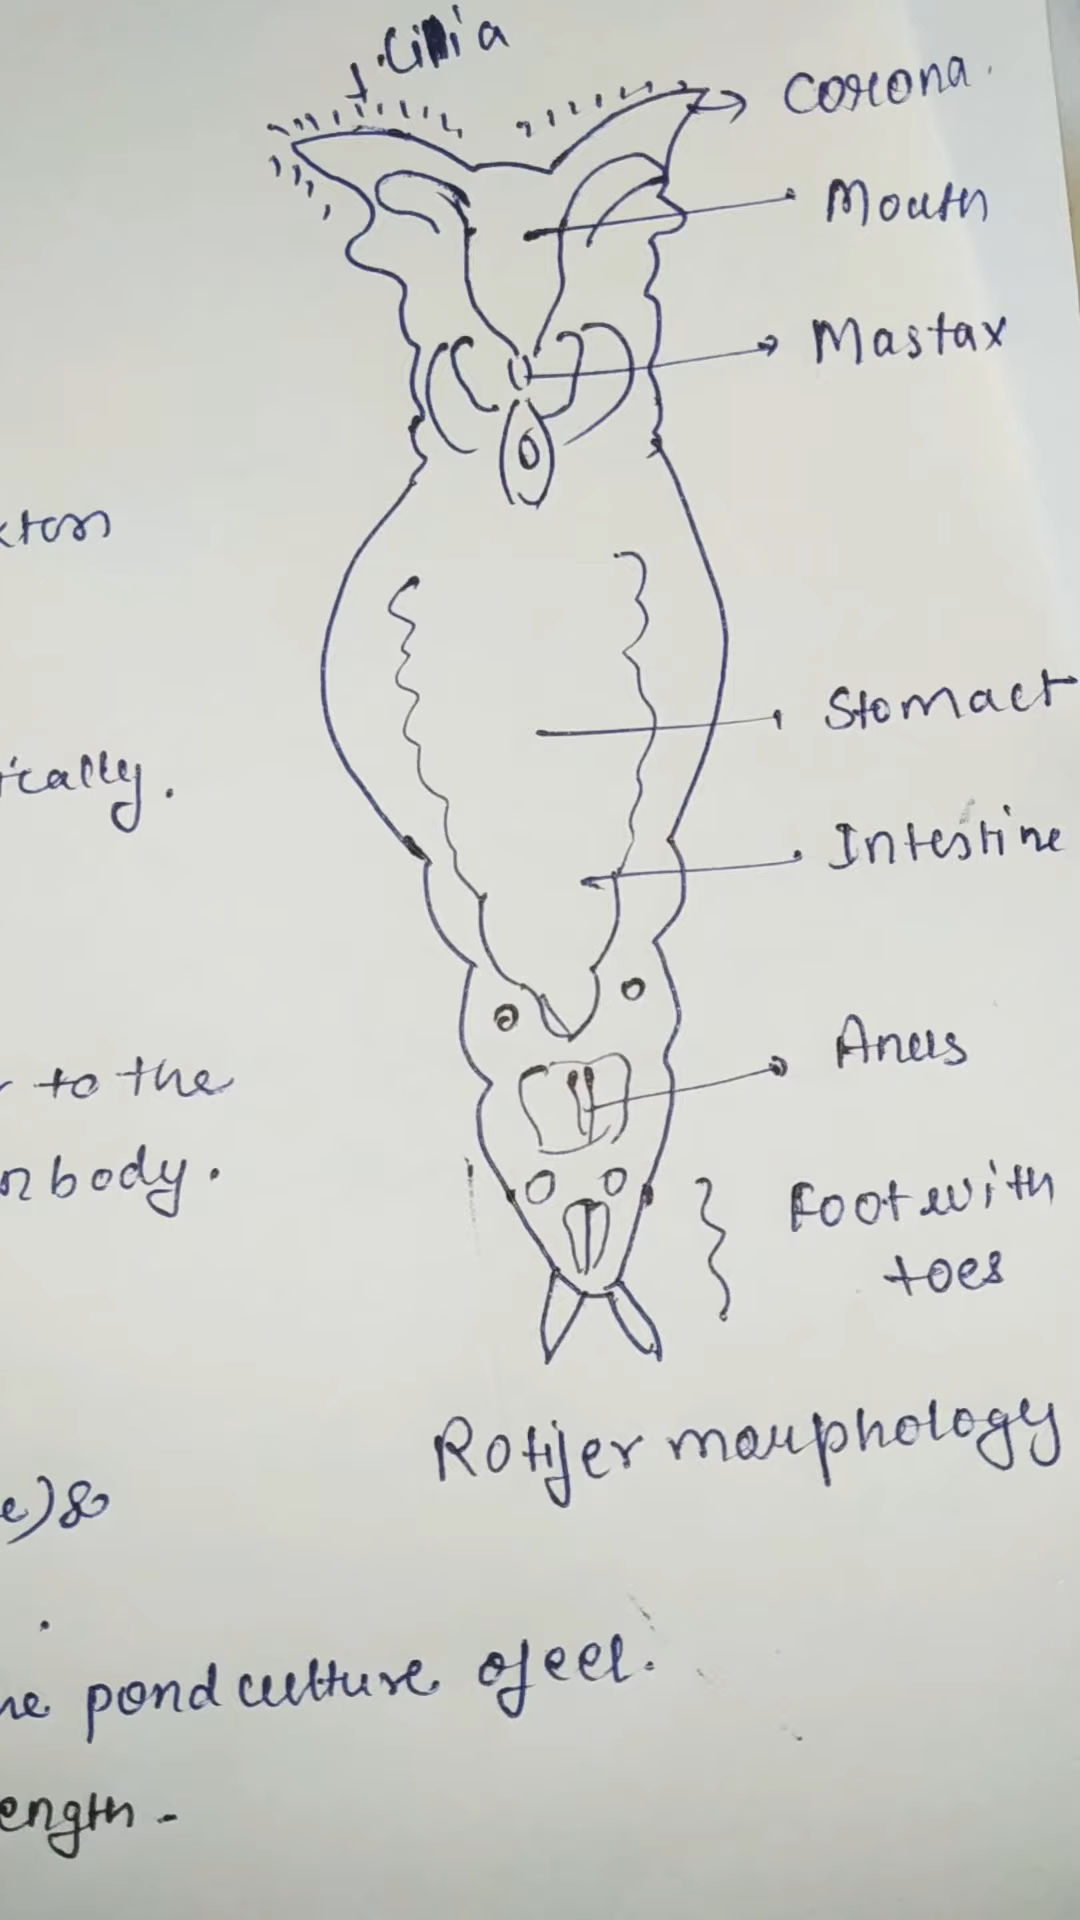 Cilia
Corona.
Mouth
Mastax
Stomact
Intestine
ically.
Anus
to the
body.
Foot with
toes
Rotifer morphology
e) &
pond culture of eel.
ength.